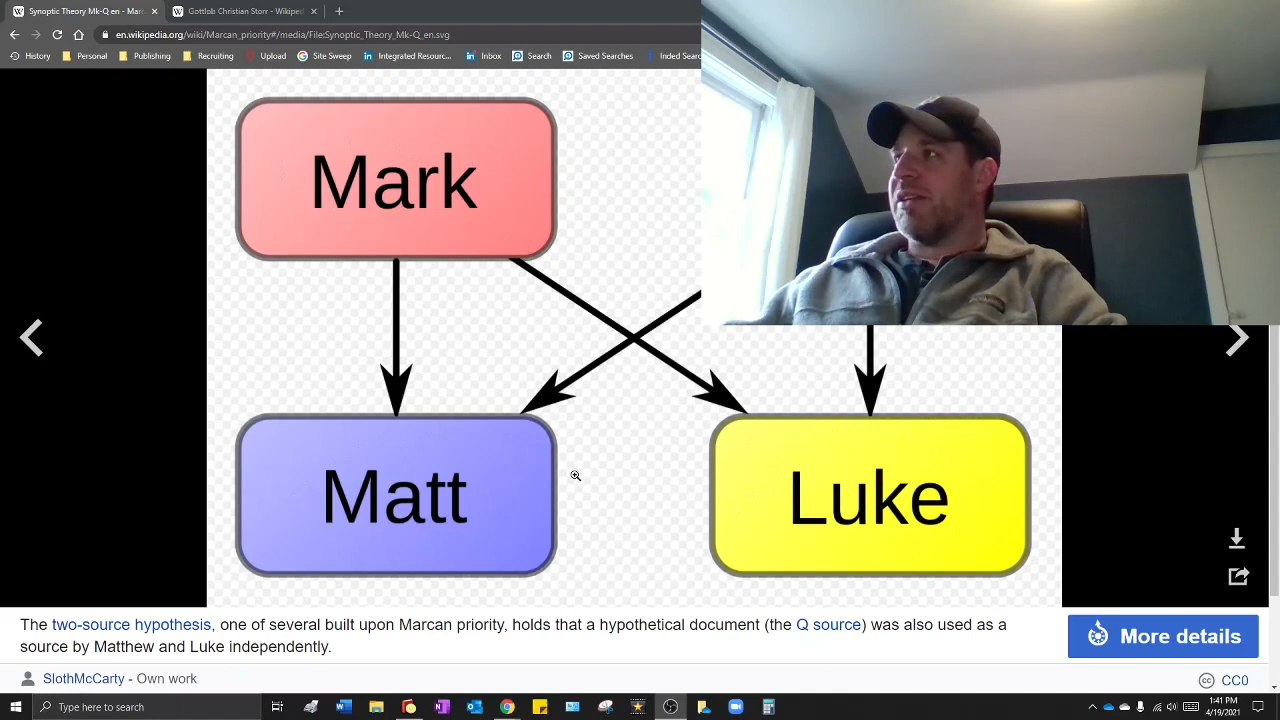 Synoptic Theory Mk-Q en - Marc
Gottlob Christian Storr - Wikiped
en.wikipedia.org/wiki/Marcan_priority#/media/File:Synoptic_Theory_Mk-Q_en.svg
History
Personal
Publishing
Recruiting
Upload
Site Sweep
Integrated Resourc...
Inbox
Search
Saved Searches
Indeed Searc
Mark
Matt
Luke
The two-source hypothesis, one of several built upon Marcan priority, holds that a hypothetical document (the Q source) was also used as a
source by Matthew and Luke independently.
More details
SlothMcCarty - Own work
CC0
Type here to search
1:41 PM
4/19/2021